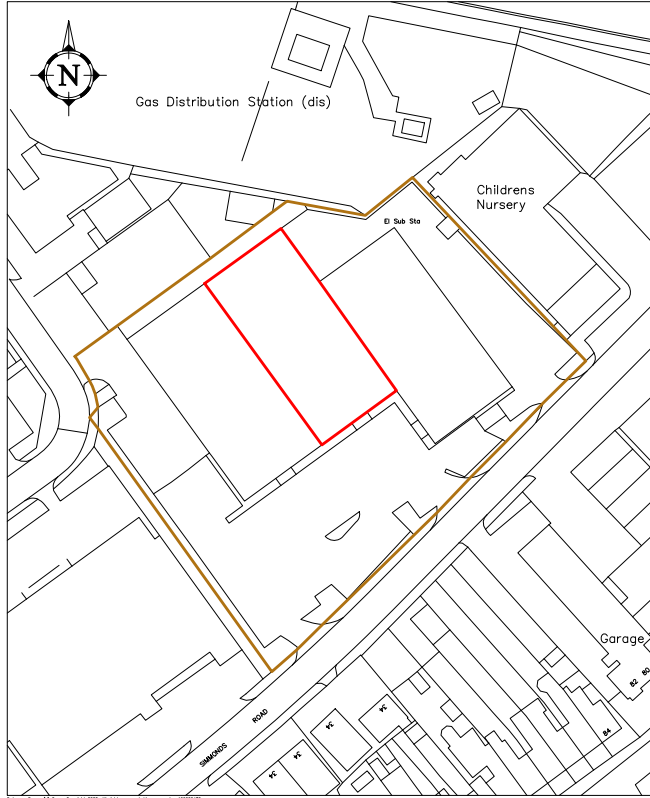 N
Gas Distribution Station (dis)
Childrens
Nursery
El Sub Sta
Garage
80
82
84
34
34
34
34
SIMMONDS
ROAD